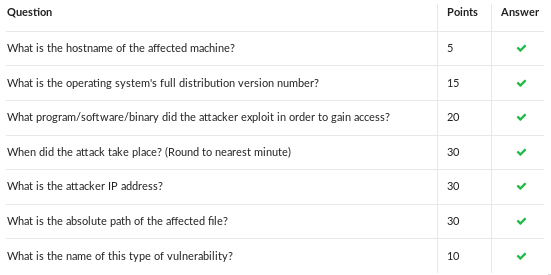 Question Points Answer
What is the hostname of the affected machine? 5
What is the operating system's full distribution version number? 15
What program/software/binary did the attacker exploit in order to gain access? 20
When did the attack take place? (Round to nearest minute) 30
What is the attacker IP address? 30
What is the absolute path of the affected file? 30
What is the name of this type of vulnerability? 10